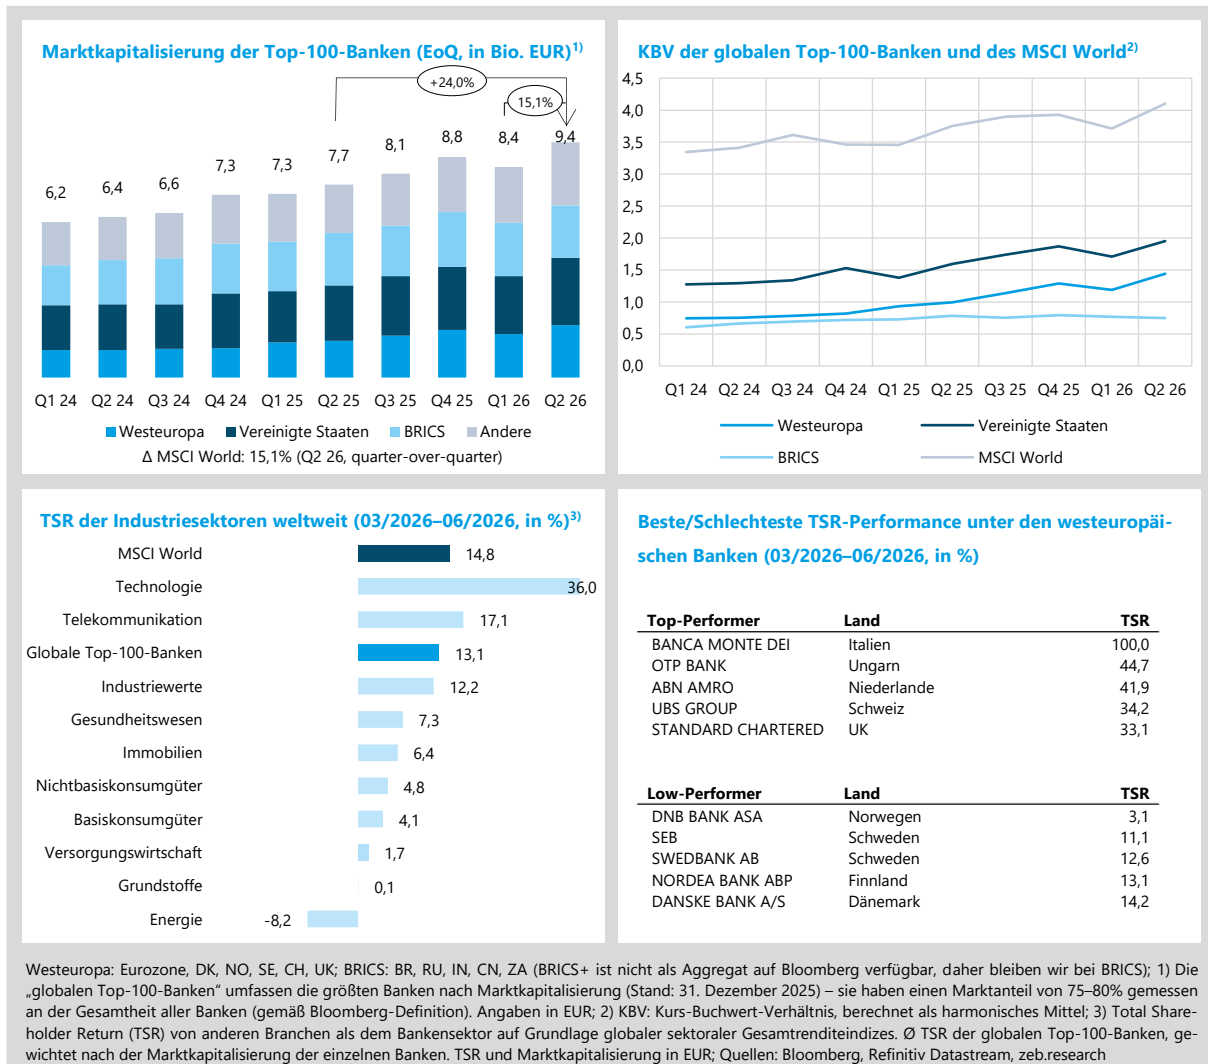 Marktkapitalisierung der Top-100-Banken (EoQ, in Bio. EUR)1)
+24,0%
15,1%
6,2
6,4
6,6
7,3
7,3
7,7
8,1
8,8
8,4
9,4
Q1 24 Q2 24 Q3 24 Q4 24 Q1 25 Q2 25 Q3 25 Q4 25 Q1 26 Q2 26
Westeuropa Vereinigte Staaten BRICS Andere
Δ MSCI World: 15,1% (Q2 26, quarter-over-quarter)
KBV der globalen Top-100-Banken und des MSCI World2)
4,5
4,0
3,5
3,0
2,5
2,0
1,5
1,0
0,5
0,0
Q1 24 Q2 24 Q3 24 Q4 24 Q1 25 Q2 25 Q3 25 Q4 25 Q1 26 Q2 26
Westeuropa Vereinigte Staaten
BRICS MSCI World
TSR der Industriesektoren weltweit (03/2026–06/2026, in %)3)
MSCI World 14,8
Technologie 36,0
Telekommunikation 17,1
Globale Top-100-Banken 13,1
Industriewerte 12,2
Gesundheitswesen 7,3
Immobilien 6,4
Nichtbasiskonsumgüter 4,8
Basiskonsumgüter 4,1
Versorgungswirtschaft 1,7
Grundstoffe 0,1
Energie -8,2
Beste/Schlechteste TSR-Performance unter den westeuropäi-
schen Banken (03/2026–06/2026, in %)
Top-Performer Land TSR
BANCA MONTE DEI Italien 100,0
OTP BANK Ungarn 44,7
ABN AMRO Niederlande 41,9
UBS GROUP Schweiz 34,2
STANDARD CHARTERED UK 33,1
Low-Performer Land TSR
DNB BANK ASA Norwegen 3,1
SEB Schweden 11,1
SWEDBANK AB Schweden 12,6
NORDEA BANK ABP Finnland 13,1
DANSKE BANK A/S Dänemark 14,2
Westeuropa: Eurozone, DK, NO, SE, CH, UK; BRICS: BR, RU, IN, CN, ZA (BRICS+ ist nicht als Aggregat auf Bloomberg verfügbar, daher bleiben wir bei BRICS); 1) Die
„globalen Top-100-Banken“ umfassen die größten Banken nach Marktkapitalisierung (Stand: 31. Dezember 2025) – sie haben einen Marktanteil von 75–80% gemessen
an der Gesamtheit aller Banken (gemäß Bloomberg-Definition). Angaben in EUR; 2) KBV: Kurs-Buchwert-Verhältnis, berechnet als harmonisches Mittel; 3) Total Share-
holder Return (TSR) von anderen Branchen als dem Bankensektor auf Grundlage globaler sektoraler Gesamtrenditeindizes. Ø TSR der globalen Top-100-Banken, ge-
wichtet nach der Marktkapitalisierung der einzelnen Banken. TSR und Marktkapitalisierung in EUR; Quellen: Bloomberg, Refinitiv Datastream, zeb.research